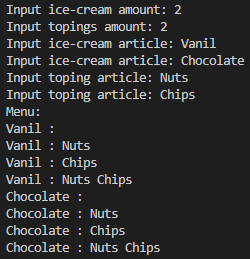 Input ice-cream amount: 2
Input topings amount: 2
Input ice-cream article: Vanil
Input ice-cream article: Chocolate
Input toping article: Nuts
Input toping article: Chips
Menu:
Vanil :
Vanil : Nuts
Vanil : Chips
Vanil : Nuts Chips
Chocolate :
Chocolate : Nuts
Chocolate : Chips
Chocolate : Nuts Chips